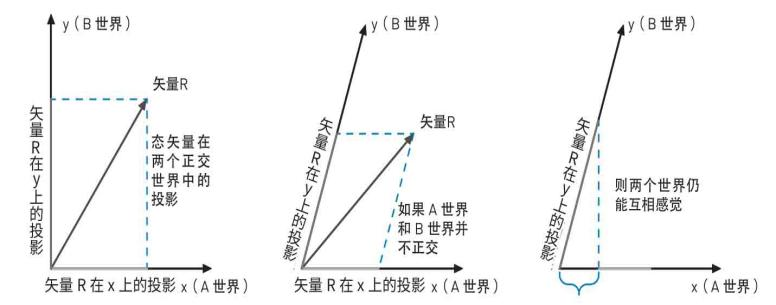 y（B 世界）
矢量R
矢量R在y上的投影
态矢量在
两个正交
世界中的
投影
矢量 R 在 x 上的投影 x（A 世界）
y（B 世界）
矢量R
矢量R在y上的投影
如果 A 世界
和 B 世界并
不正交
矢量 R 在 x 上的投影 x（A 世界）
y（B 世界）
矢量R在y上的投影
则两个世界仍
能互相感觉
x（A 世界）